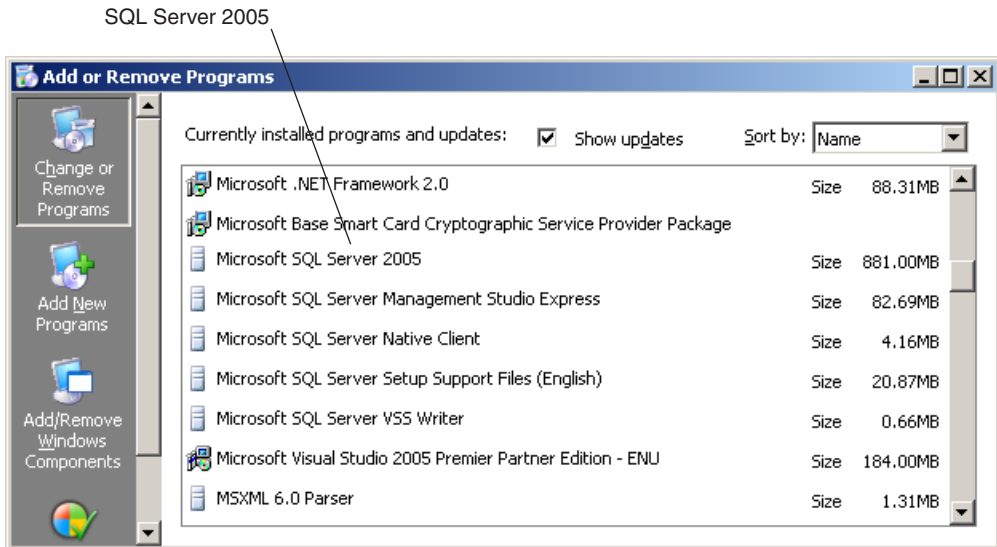 SQL Server 2005
Add or Remove Programs
Change or
Remove
Programs
Add New
Programs
Add/Remove
Windows
Components
Currently installed programs and updates:
Show updates
Sort by: Name
Microsoft .NET Framework 2.0 Size 88.31MB
Microsoft Base Smart Card Cryptographic Service Provider Package
Microsoft SQL Server 2005 Size 881.00MB
Microsoft SQL Server Management Studio Express Size 82.69MB
Microsoft SQL Server Native Client Size 4.16MB
Microsoft SQL Server Setup Support Files (English) Size 20.87MB
Microsoft SQL Server VSS Writer Size 0.66MB
Microsoft Visual Studio 2005 Premier Partner Edition - ENU Size 184.00MB
MSXML 6.0 Parser Size 1.31MB